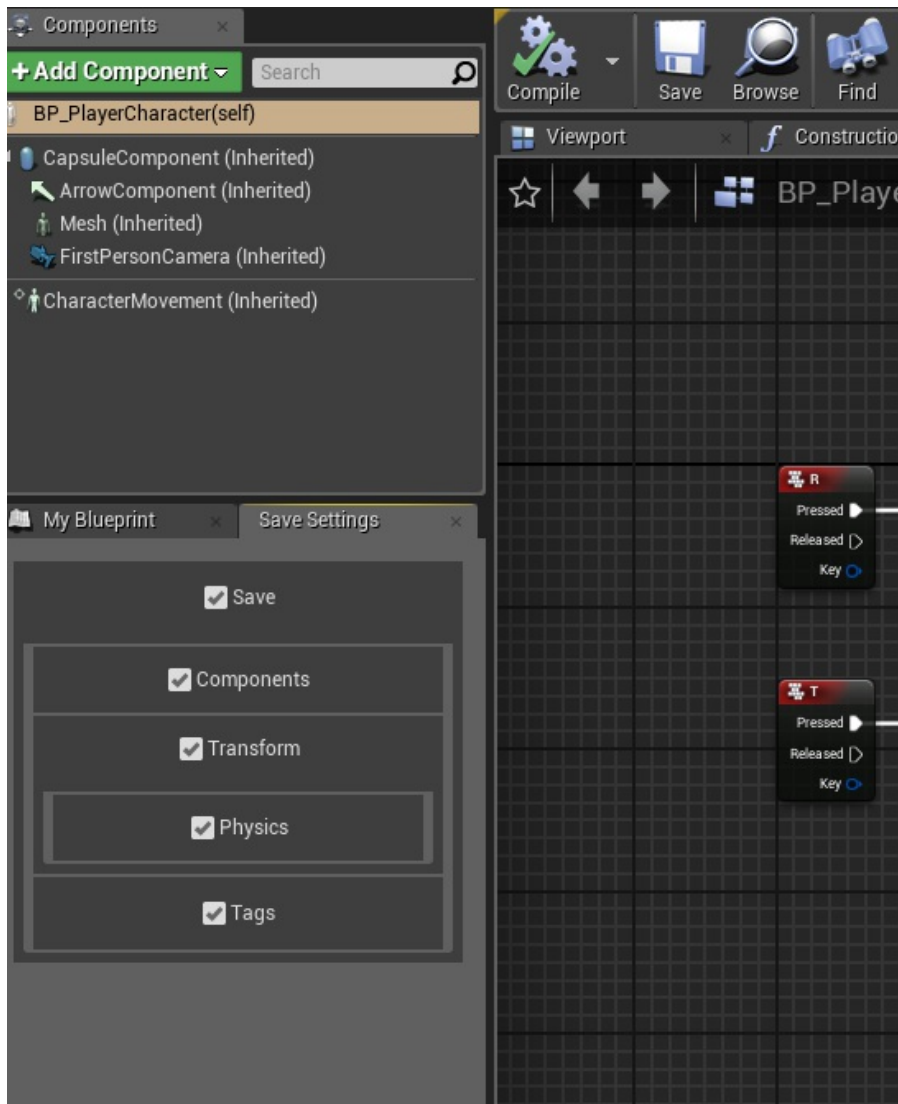 Components
+ Add Component
Search
BP_PlayerCharacter(self)
CapsuleComponent (Inherited)
ArrowComponent (Inherited)
Mesh (Inherited)
FirstPersonCamera (Inherited)
CharacterMovement (Inherited)
My Blueprint
Save Settings
Save
Components
Transform
Physics
Tags
Compile
Save
Browse
Find
Viewport
f Constructio
BP_Playe
R
Pressed
Released
Key
T
Pressed
Released
Key